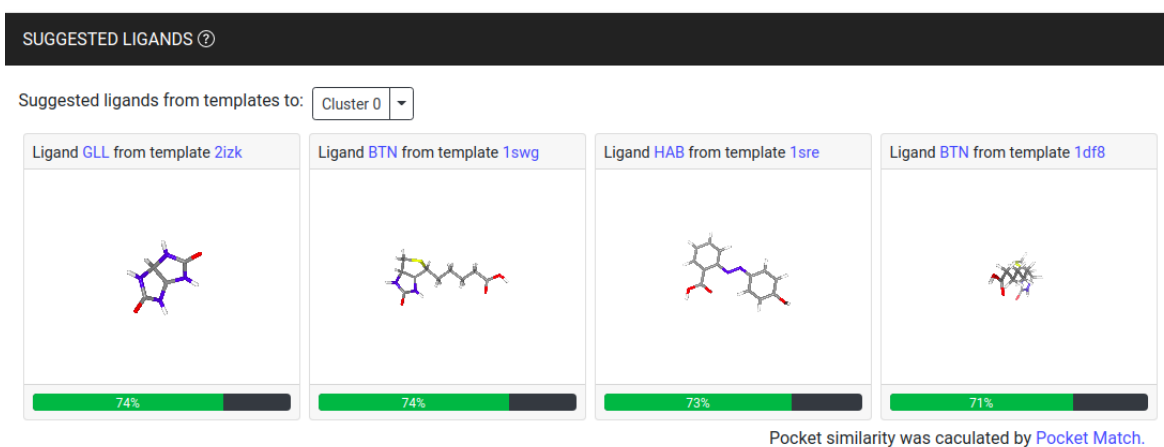 SUGGESTED LIGANDS ?
Suggested ligands from templates to: Cluster 0
Ligand GLL from template 2izk
Ligand BTN from template 1swg
Ligand HAB from template 1sre
Ligand BTN from template 1df8
74%
74%
73%
71%
Pocket similarity was caculated by Pocket Match.